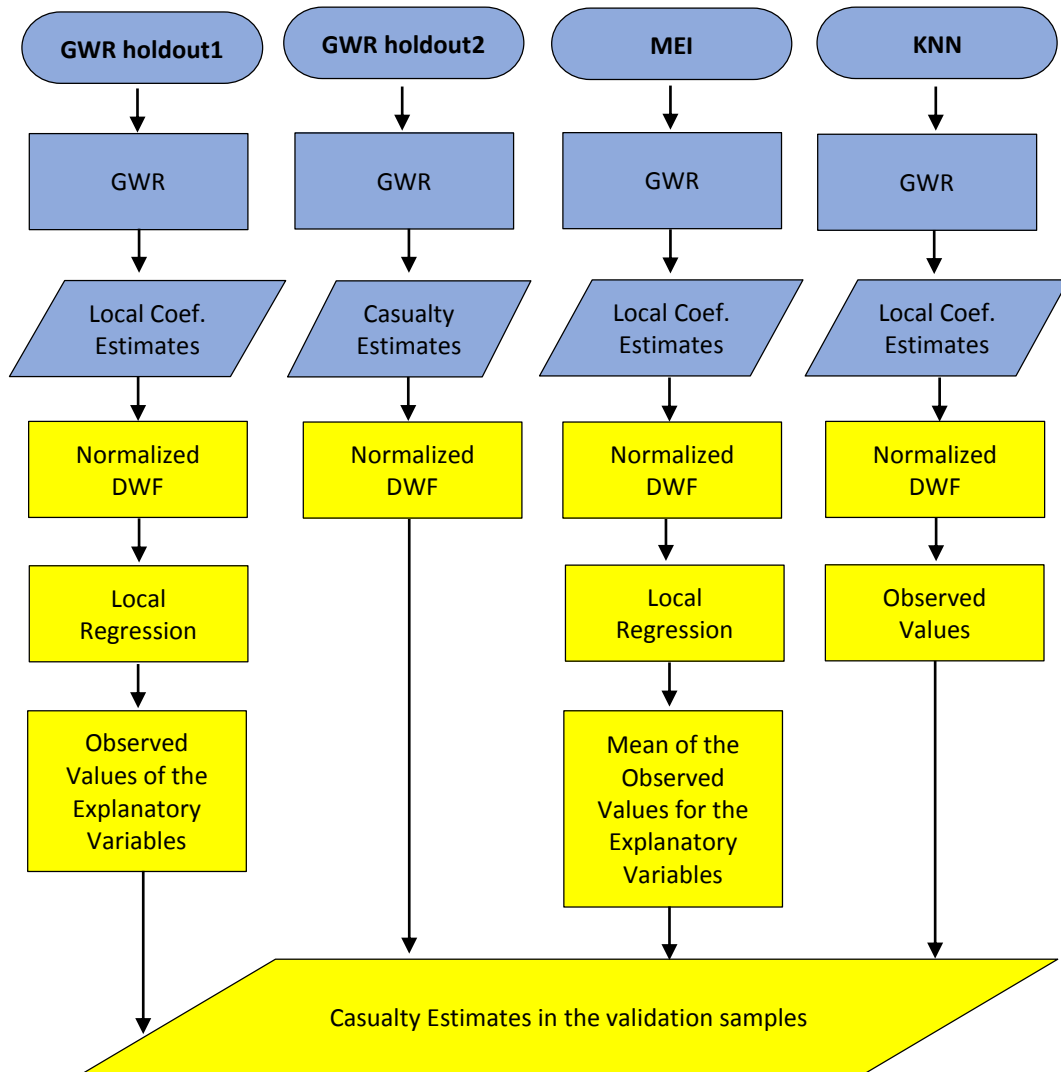 GWR holdout1
GWR holdout2
MEI
KNN
GWR
GWR
GWR
GWR
Local Coef.
Estimates
Casualty
Estimates
Local Coef.
Estimates
Local Coef.
Estimates
Normalized
DWF
Normalized
DWF
Normalized
DWF
Normalized
DWF
Local
Regression
Local
Regression
Observed
Values
Observed
Values of the
Explanatory
Variables
Mean of the
Observed
Values for the
Explanatory
Variables
Casualty Estimates in the validation samples